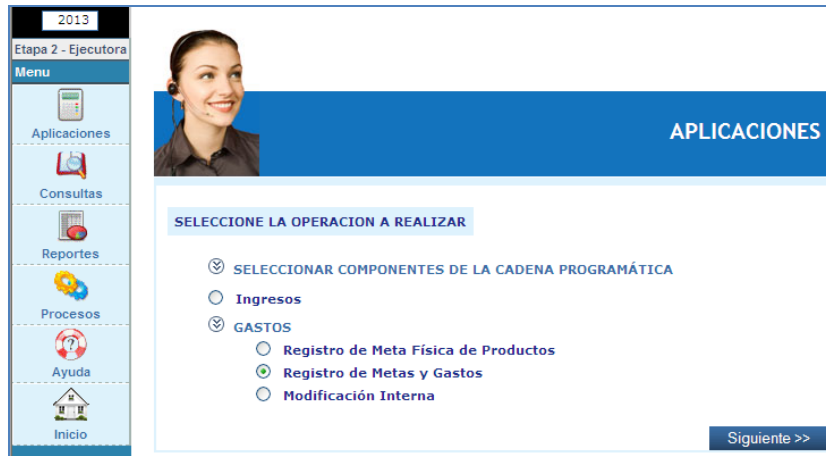 2013
Etapa 2 - Ejecutora
Menu
Aplicaciones
Consultas
Reportes
Procesos
Ayuda
Inicio
APLICACIONES
SELECCIONE LA OPERACION A REALIZAR
SELECCIONAR COMPONENTES DE LA CADENA PROGRAMÁTICA
Ingresos
GASTOS
Registro de Meta Física de Productos
Registro de Metas y Gastos
Modificación Interna
Siguiente >>